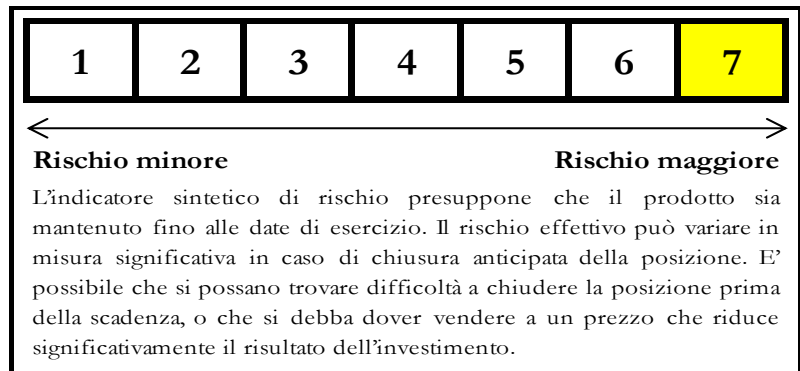 1 2 3 4 5 6 7
Rischio minore Rischio maggiore
L'indicatore sintetico di rischio presuppone che il prodotto sia
mantenuto fino alle date di esercizio. Il rischio effettivo può variare in
misura significativa in caso di chiusura anticipata della posizione. E'
possibile che si possano trovare difficoltà a chiudere la posizione prima
della scadenza, o che si debba dover vendere a un prezzo che riduce
significativamente il risultato dell'investimento.